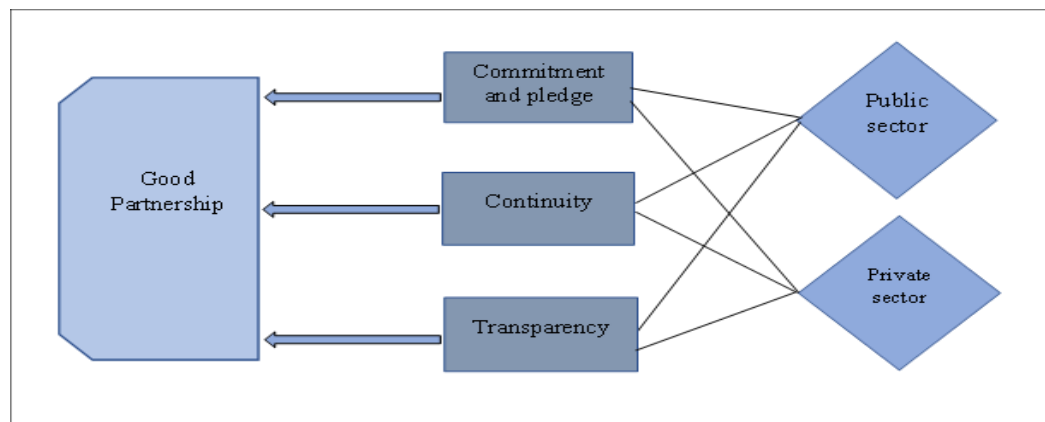 Good
Partnership
Commitment
and pledge
Continuity
Transparency
Public
sector
Private
sector